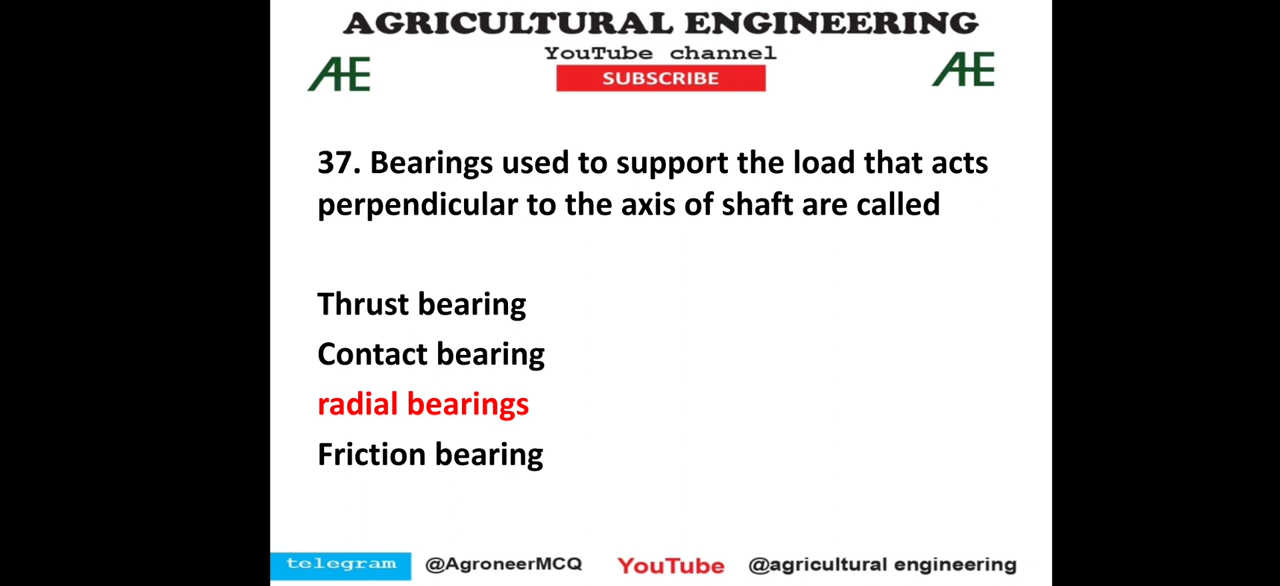 AGRICULTURAL ENGINEERING
YouTube channel
AE SUBSCRIBE AE
37. Bearings used to support the load that acts
perpendicular to the axis of shaft are called
Thrust bearing
Contact bearing
radial bearings
Friction bearing
telegram @AgroneerMCQ YouTube @agricultural engineering